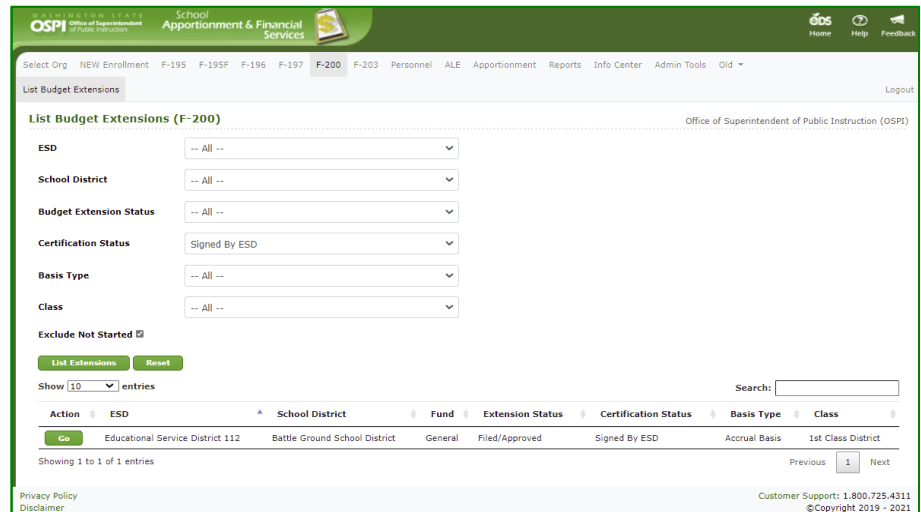 WASHINGTON STATE
OSPI Office of Superintendent of Public Instruction
School
Apportionment & Financial
Services
eds
Home
Help
Feedback
Select Org NEW Enrollment F-195 F-195F F-196 F-197 F-200 F-203 Personnel ALE Apportionment Reports Info Center Admin Tools Old
List Budget Extensions Logout
List Budget Extensions (F-200) Office of Superintendent of Public Instruction (OSPI)
ESD -- All --
School District -- All --
Budget Extension Status -- All --
Certification Status Signed By ESD
Basis Type -- All --
Class -- All --
Exclude Not Started
List Extensions Reset
Show 10 entries Search:
Action ESD School District Fund Extension Status Certification Status Basis Type Class
Go Educational Service District 112 Battle Ground School District General Filed/Approved Signed By ESD Accrual Basis 1st Class District
Showing 1 to 1 of 1 entries Previous 1 Next
Privacy Policy Customer Support: 1.800.725.4311
Disclaimer ©Copyright 2019 - 2021